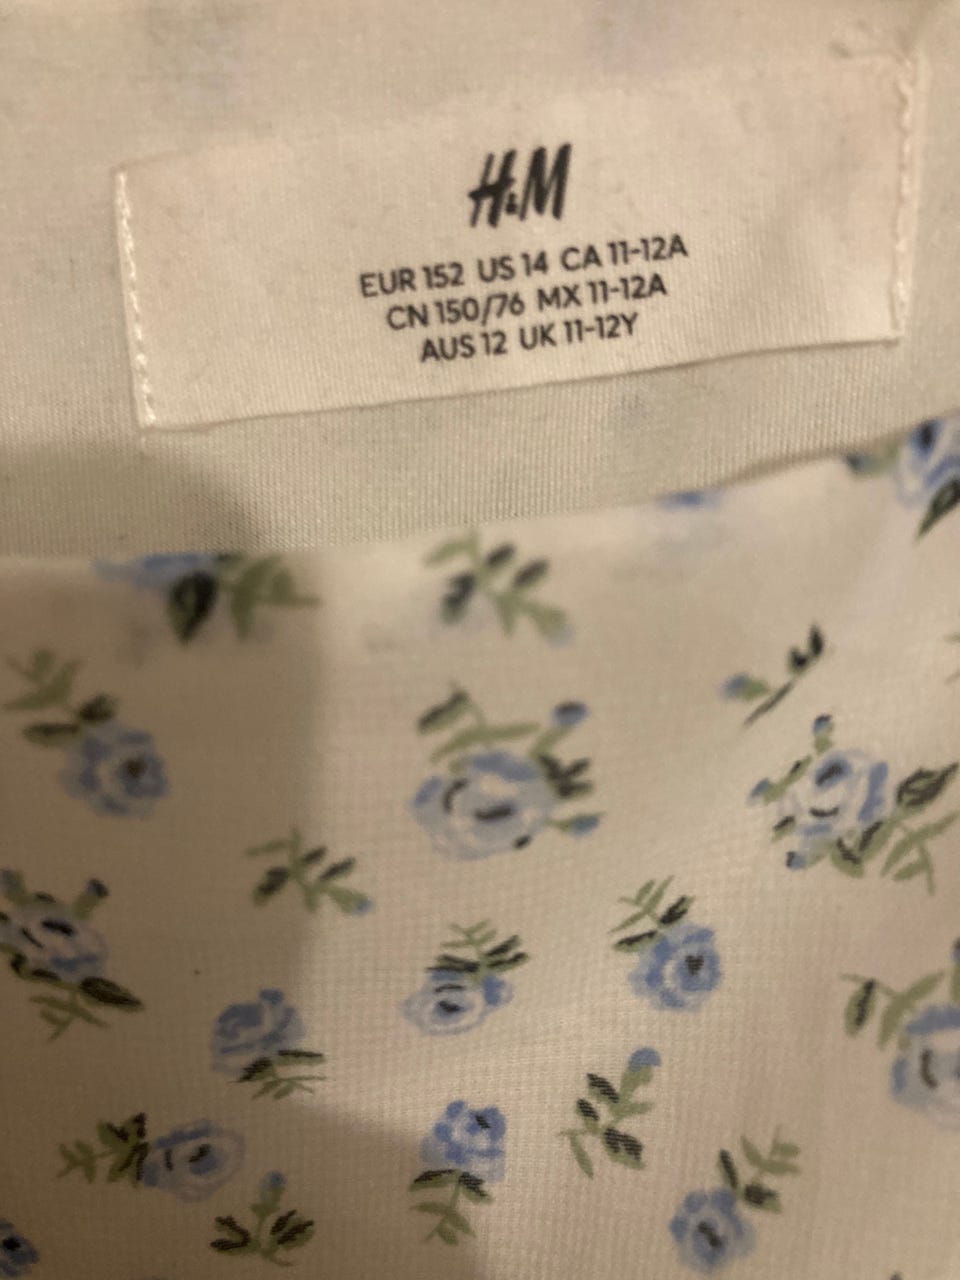 H&M
EUR 152 US 14 CA 11-12A
CN 150/76 MX 11-12A
AUS 12 UK 11-12Y